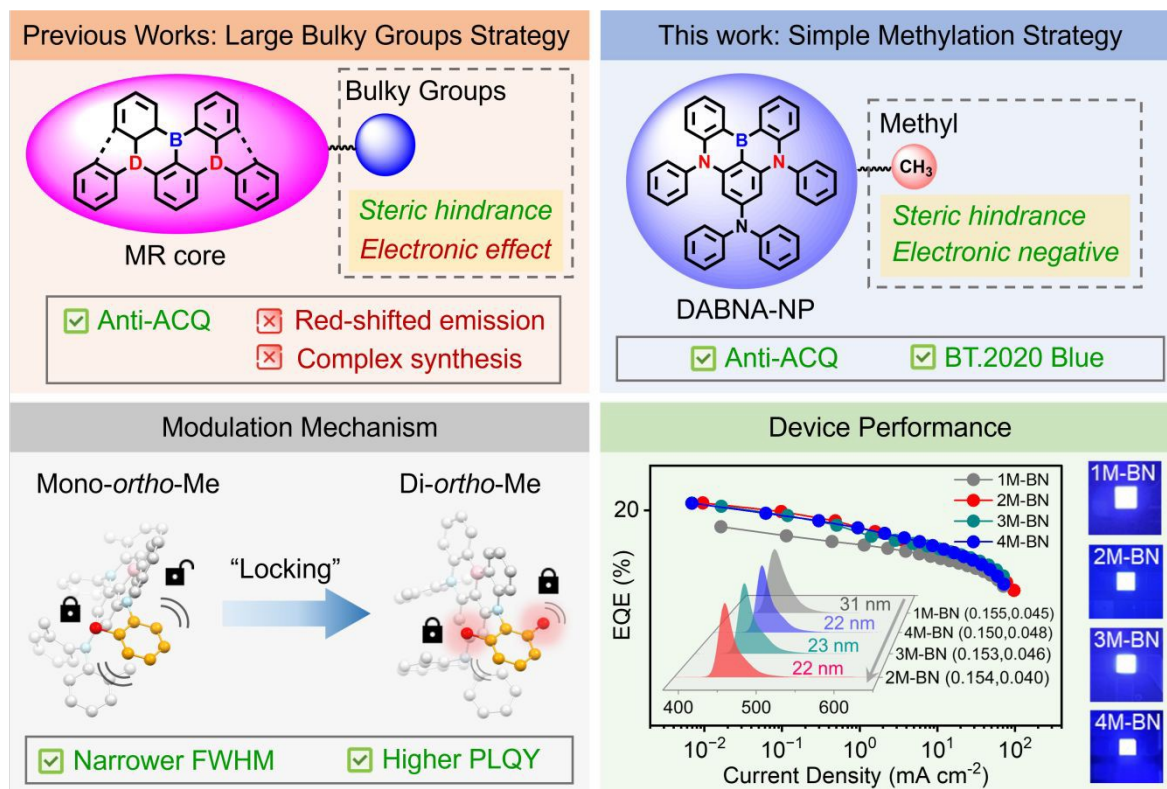 Previous Works: Large Bulky Groups Strategy
Bulky Groups
B
D
D
MR core
Steric hindrance
Electronic effect
Anti-ACQ
Red-shifted emission
Complex synthesis
This work: Simple Methylation Strategy
B
N
N
N
DABNA-NP
Methyl
CH₃
Steric hindrance
Electronic negative
Anti-ACQ
BT.2020 Blue
Modulation Mechanism
Mono-ortho-Me
Di-ortho-Me
“Locking”
Narrower FWHM
Higher PLQY
Device Performance
20
EQE (%)
1M-BN
2M-BN
3M-BN
4M-BN
31 nm
22 nm
23 nm
22 nm
1M-BN (0.155,0.045)
4M-BN (0.150,0.048)
3M-BN (0.153,0.046)
2M-BN (0.154,0.040)
400 500 600
10⁻² 10⁻¹ 10⁰ 10¹ 10²
Current Density (mA cm⁻²)
1M-BN
2M-BN
3M-BN
4M-BN